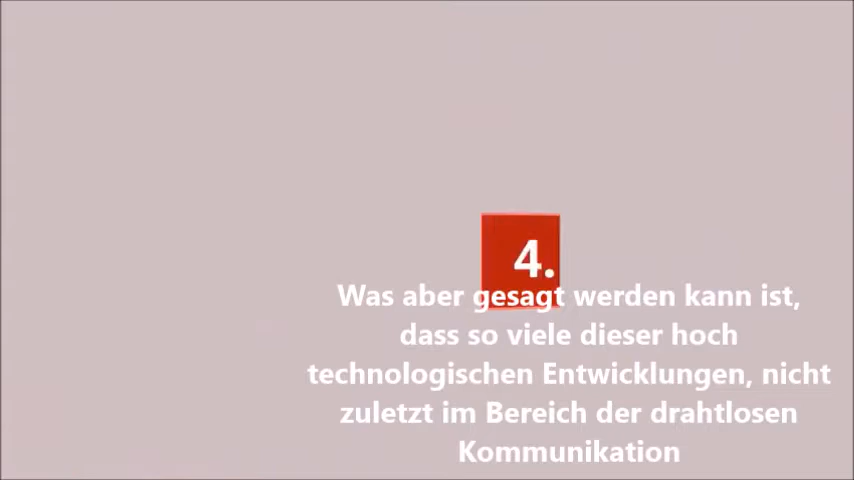 4.
Was aber gesagt werden kann ist,
dass so viele dieser hoch
technologischen Entwicklungen, nicht
zuletzt im Bereich der drahtlosen
Kommunikation